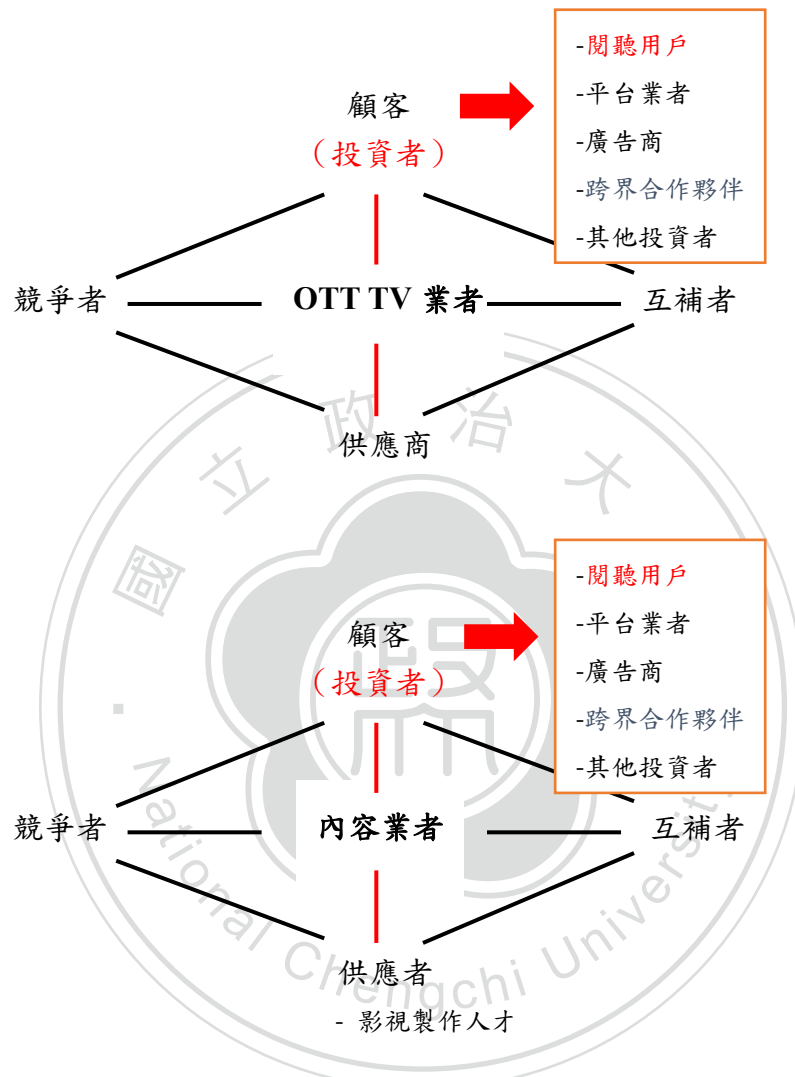 -閱聽用戶
-平台業者
-廣告商
-跨界合作夥伴
-其他投資者
顧客
（投資者）
競爭者
OTT TV 業者
互補者
供應商
國立政治大
-閱聽用戶
-平台業者
-廣告商
-跨界合作夥伴
-其他投資者
顧客
（投資者）
競爭者
內容業者
互補者
供應者
- 影視製作人才
National Chengchi Universit